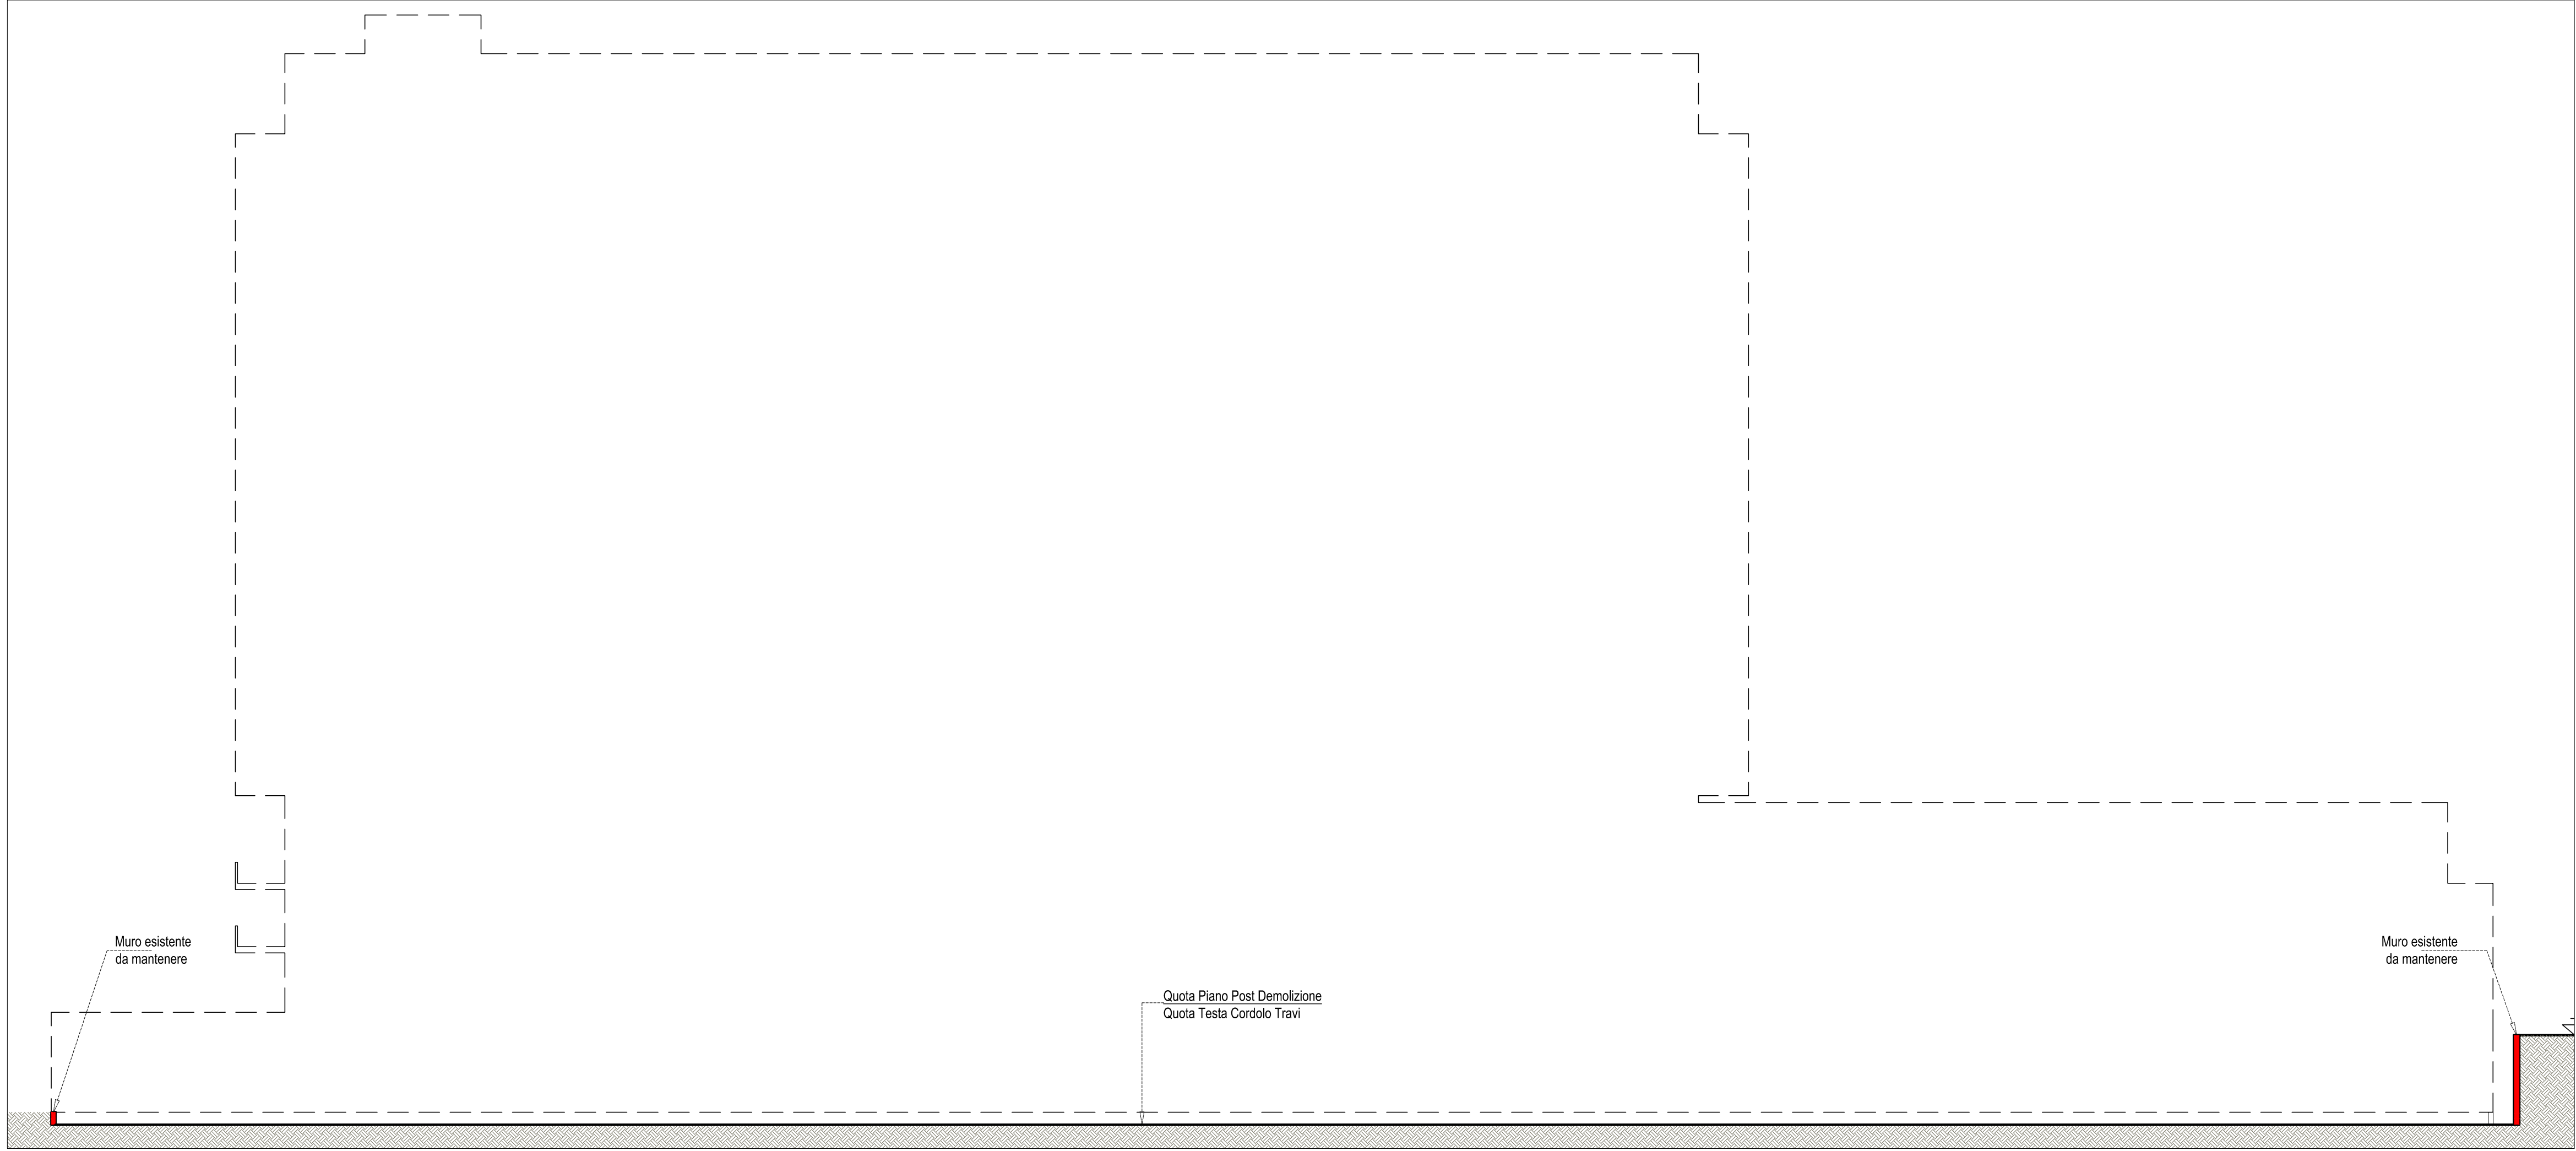 Muro esistente
da mantenere
Muro esistente
da mantenere
Quota Piano Post Demolizione
Quota Testa Cordolo Travi